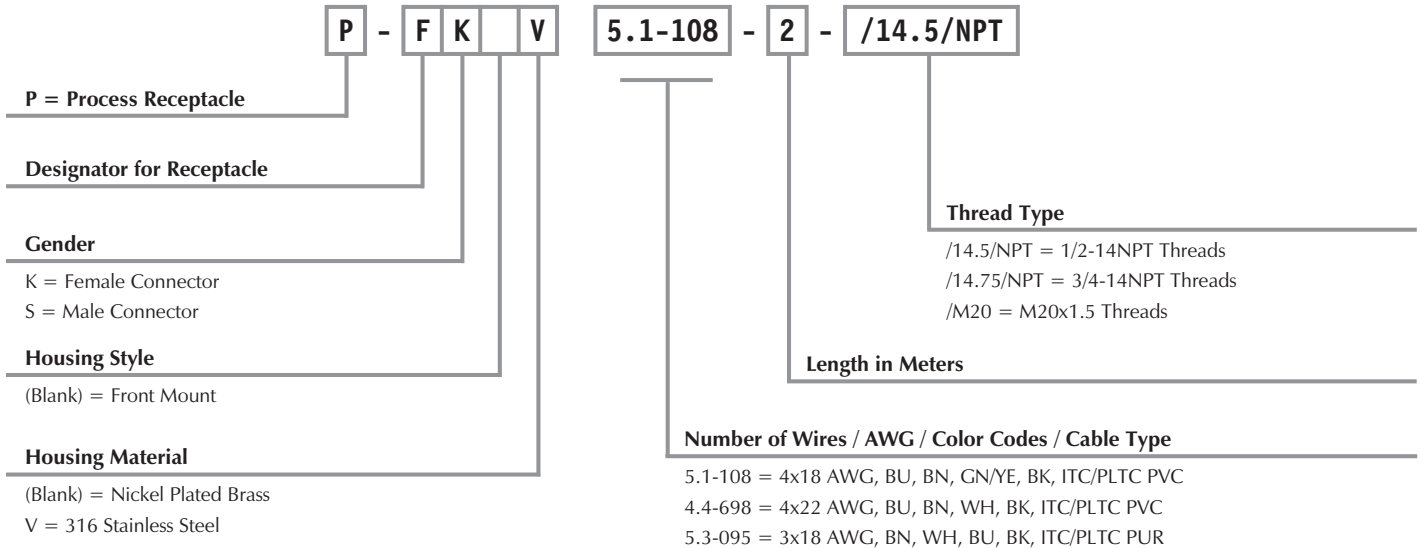 P - F K V 5.1-108 - 2 - /14.5/NPT
P = Process Receptacle
Designator for Receptacle
Gender
K = Female Connector
S = Male Connector
Housing Style
(Blank) = Front Mount
Housing Material
(Blank) = Nickel Plated Brass
V = 316 Stainless Steel
Thread Type
/14.5/NPT = 1/2-14NPT Threads
/14.75/NPT = 3/4-14NPT Threads
/M20 = M20x1.5 Threads
Length in Meters
Number of Wires / AWG / Color Codes / Cable Type
5.1-108 = 4x18 AWG, BU, BN, GN/YE, BK, ITC/PLTC PVC
4.4-698 = 4x22 AWG, BU, BN, WH, BK, ITC/PLTC PVC
5.3-095 = 3x18 AWG, BN, WH, BU, BK, ITC/PLTC PUR